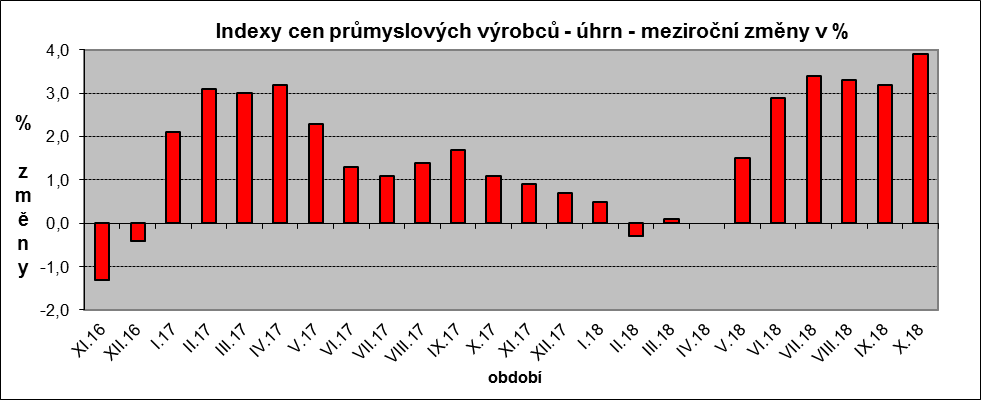 Indexy cen průmyslových výrobců - úhrn - meziroční změny v %
% změny
4,0
3,0
2,0
1,0
0,0
-1,0
-2,0
XI.16 XII.16 I.17 II.17 III.17 IV.17 V.17 VI.17 VII.17 VIII.17 IX.17 X.17 XI.17 XII.17 I.18 II.18 III.18 IV.18 V.18 VI.18 VII.18 VIII.18 IX.18 X.18
období